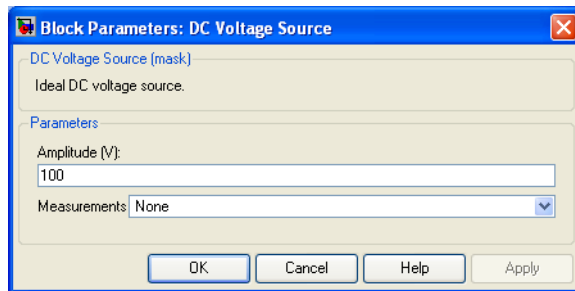 Block Parameters: DC Voltage Source
DC Voltage Source (mask)
Ideal DC voltage source.
Parameters
Amplitude (V):
100
Measurements None
OK Cancel Help Apply